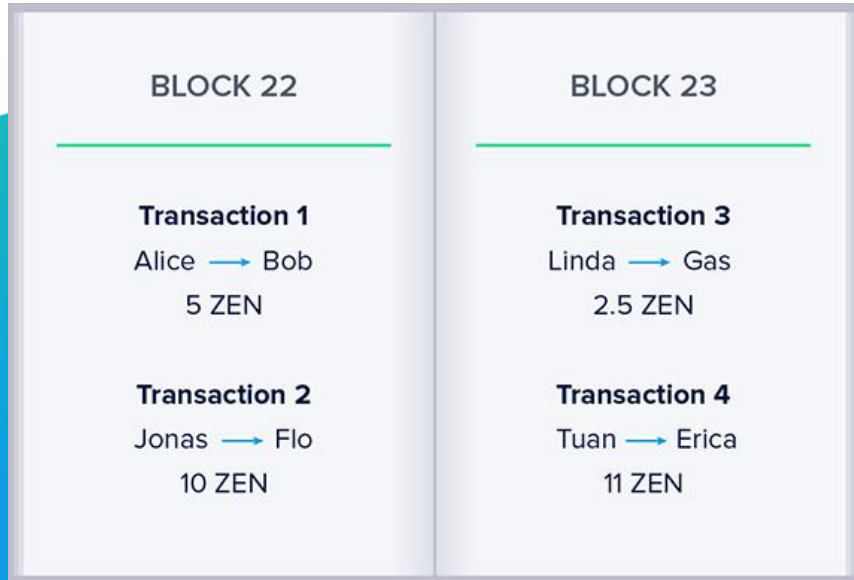 BLOCK 22
Transaction 1
Alice → Bob
5 ZEN
Transaction 2
Jonas → Flo
10 ZEN
BLOCK 23
Transaction 3
Linda → Gas
2.5 ZEN
Transaction 4
Tuan → Erica
11 ZEN